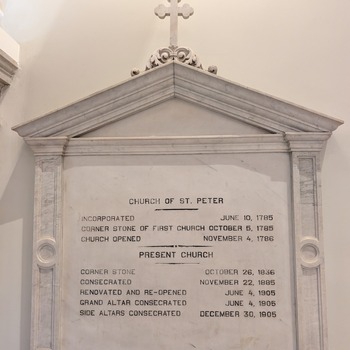 CHURCH OF ST. PETER
INCORPORATED JUNE 10, 1785
CORNER STONE OF FIRST CHURCH OCTOBER 5, 1785
CHURCH OPENED NOVEMBER 4, 1786
PRESENT CHURCH
CORNER STONE OCTOBER 26, 1836
CONSECRATED NOVEMBER 22, 1885
RENOVATED AND RE-OPENED JUNE 4, 1905
GRAND ALTAR CONSECRATED JUNE 4, 1905
SIDE ALTARS CONSECRATED DECEMBER 30, 1905